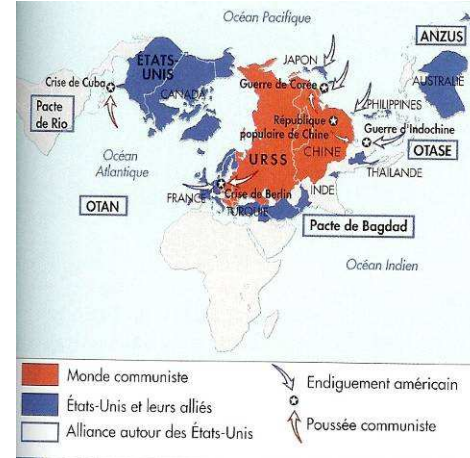 Océan Pacifique
ANZUS
ÉTATS-
UNIS
JAPON
AUSTRALIE
Crise de Cuba
Guerre de Corée
CANADA
PHILIPPINES
Pacte
de Rio
République
populaire de Chine
Guerre d'Indochine
CHINE
OTASE
Océan
Atlantique
URSS
THAÏLANDE
INDE
FRANCE
Crise de Berlin
OTAN
TURQUIE
Pacte de Bagdad
Océan Indien
Monde communiste
Endiguement américain
États-Unis et leurs alliés
Alliance autour des États-Unis
Poussée communiste